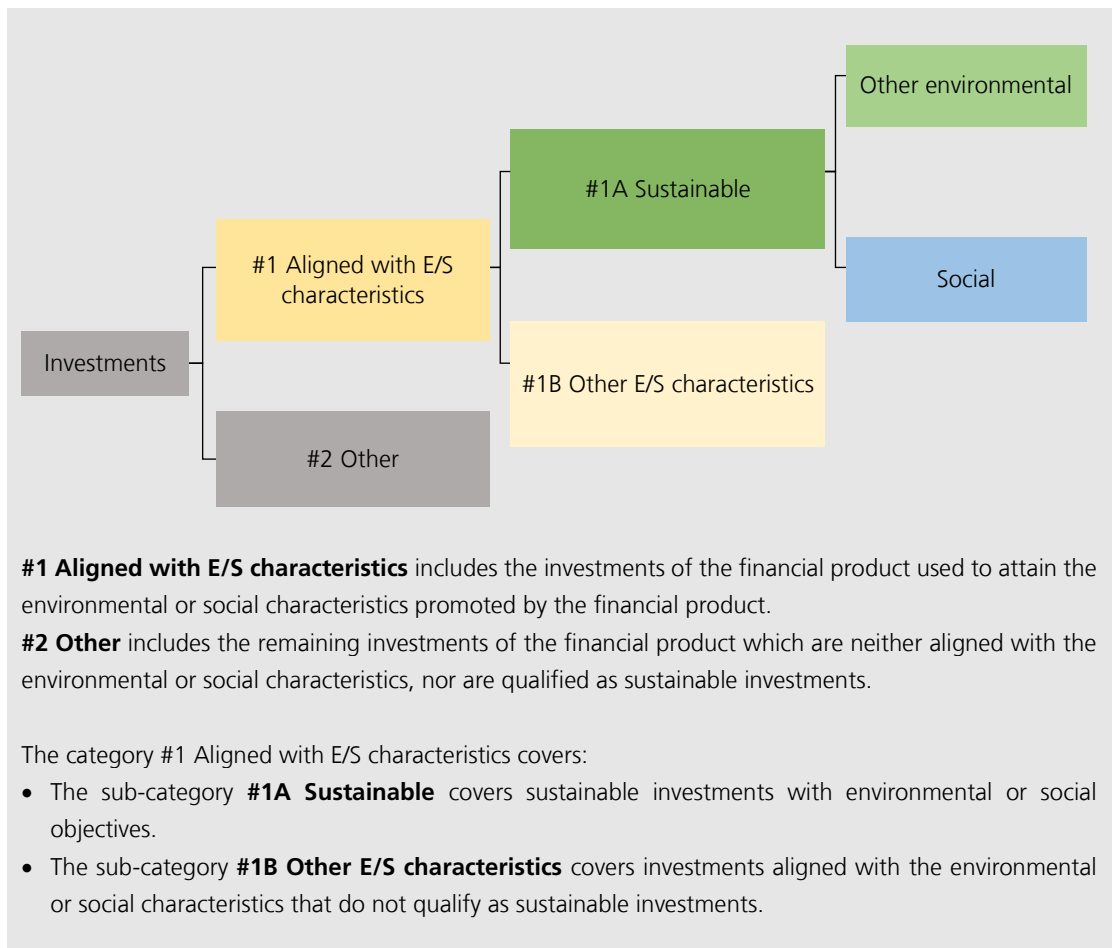 Other environmental
#1A Sustainable
#1 Aligned with E/S
characteristics
Social
Investments
#1B Other E/S characteristics
#2 Other
#1 Aligned with E/S characteristics includes the investments of the financial product used to attain the
environmental or social characteristics promoted by the financial product.
#2 Other includes the remaining investments of the financial product which are neither aligned with the
environmental or social characteristics, nor are qualified as sustainable investments.
The category #1 Aligned with E/S characteristics covers:
• The sub-category #1A Sustainable covers sustainable investments with environmental or social
objectives.
• The sub-category #1B Other E/S characteristics covers investments aligned with the environmental
or social characteristics that do not qualify as sustainable investments.